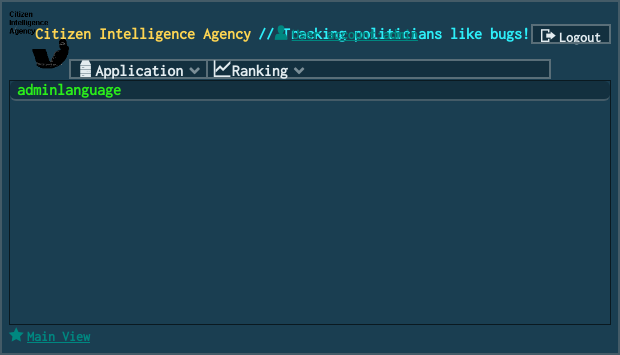 Citizen
Intelligence
Agency
Citizen Intelligence Agency // Tracking politicians like bugs!
Logout
Application
Ranking
adminlanguage
Main View